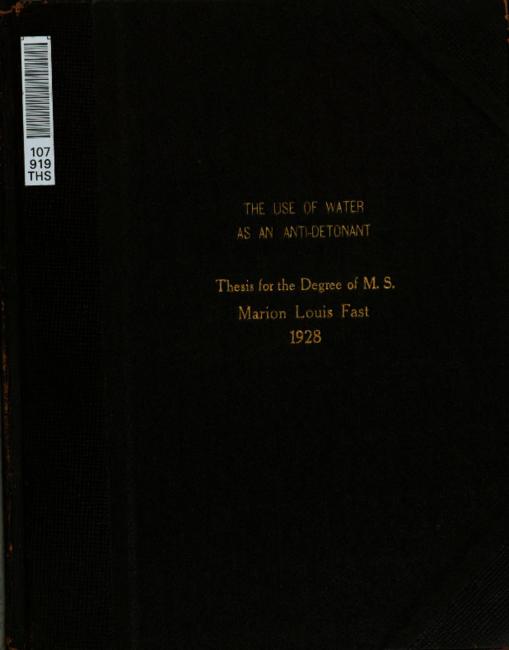 107
919
THS
THE USE OF WATER
AS AN ANTI-DETONANT
Thesis for the Degree of M. S.
Marion Louis Fast
1928